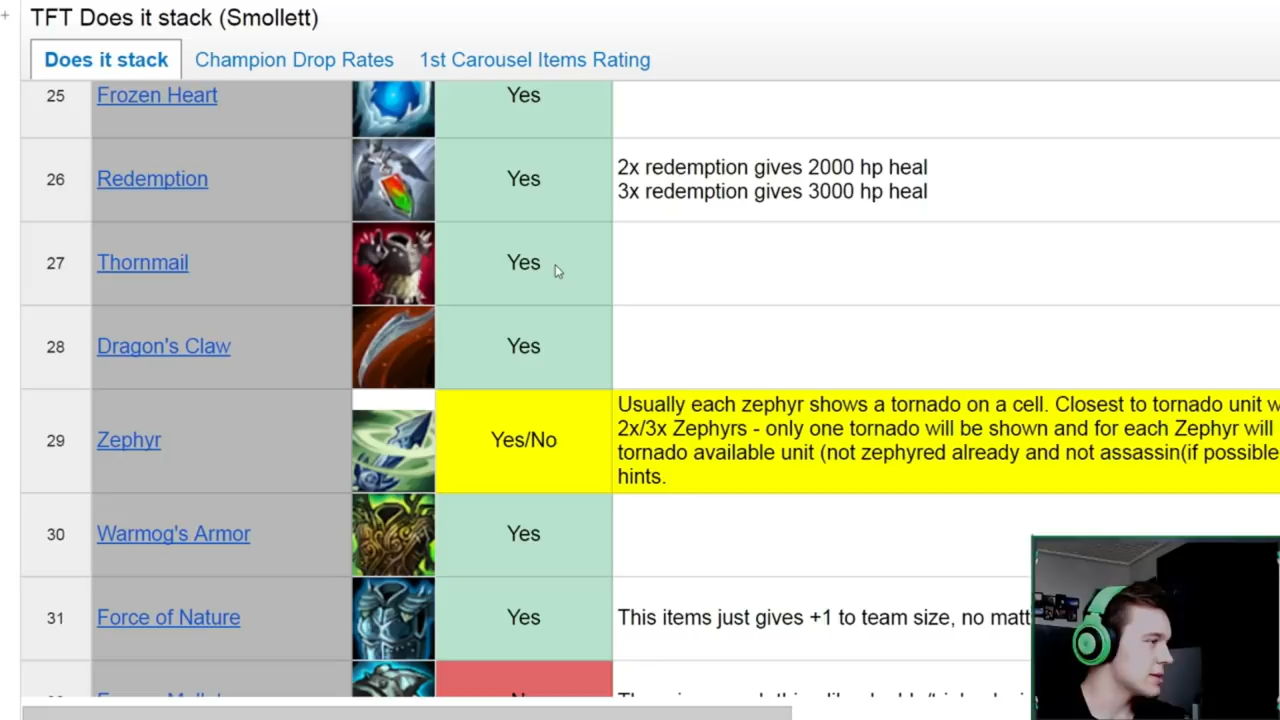 TFT Does it stack (Smollett)
Does it stack
Champion Drop Rates
1st Carousel Items Rating
25
Frozen Heart
Yes
26
Redemption
Yes
2x redemption gives 2000 hp heal
3x redemption gives 3000 hp heal
27
Thornmail
Yes
28
Dragon's Claw
Yes
29
Zephyr
Yes/No
Usually each zephyr shows a tornado on a cell. Closest to tornado unit w
2x/3x Zephyrs - only one tornado will be shown and for each Zephyr will
tornado available unit (not zephyred already and not assassin(if possible
hints.
30
Warmog's Armor
Yes
31
Force of Nature
Yes
This items just gives +1 to team size, no matt